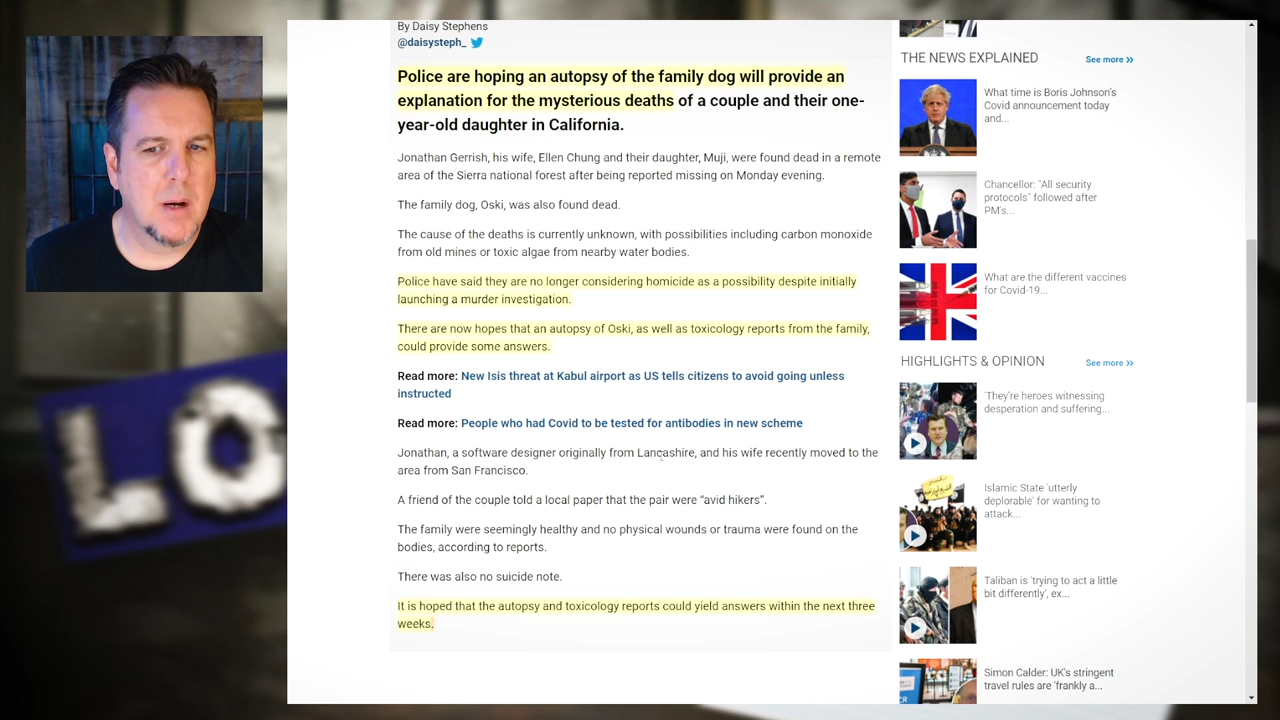 By Daisy Stephens
@daisysteph_
Police are hoping an autopsy of the family dog will provide an
explanation for the mysterious deaths of a couple and their one-
year-old daughter in California.
Jonathan Gerrish, his wife, Ellen Chung and their daughter, Muji, were found dead in a remote
area of the Sierra national forest after being reported missing on Monday evening.
The family dog, Oski, was also found dead.
The cause of the deaths is currently unknown, with possibilities including carbon monoxide
from old mines or toxic algae from nearby water bodies.
Police have said they are no longer considering homicide as a possibility despite initially
launching a murder investigation.
There are now hopes that an autopsy of Oski, as well as toxicology reports from the family,
could provide some answers.
Read more: New Isis threat at Kabul airport as US tells citizens to avoid going unless
instructed
Read more: People who had Covid to be tested for antibodies in new scheme
Jonathan, a software designer originally from Lancashire, and his wife recently moved to the
area from San Francisco.
A friend of the couple told a local paper that the pair were “avid hikers”.
The family were seemingly healthy and no physical wounds or trauma were found on the
bodies, according to reports.
There was also no suicide note.
It is hoped that the autopsy and toxicology reports could yield answers within the next three
weeks.
THE NEWS EXPLAINED
See more »
What time is Boris Johnson's
Covid announcement today
and...
Chancellor: "All security
protocols" followed after
PM's...
What are the different vaccines
for Covid-19...
HIGHLIGHTS & OPINION
See more »
'They're heroes witnessing
desperation and suffering...
Islamic State 'utterly
deplorable' for wanting to
attack...
Taliban is 'trying to act a little
bit differently', ex...
Simon Calder: UK's stringent
travel rules are 'frankly a...